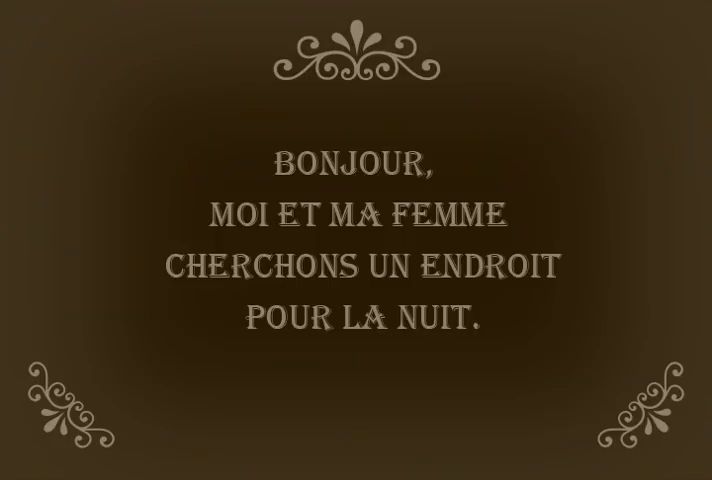 BONJOUR,
MOI ET MA FEMME
CHERCHONS UN ENDROIT
POUR LA NUIT.